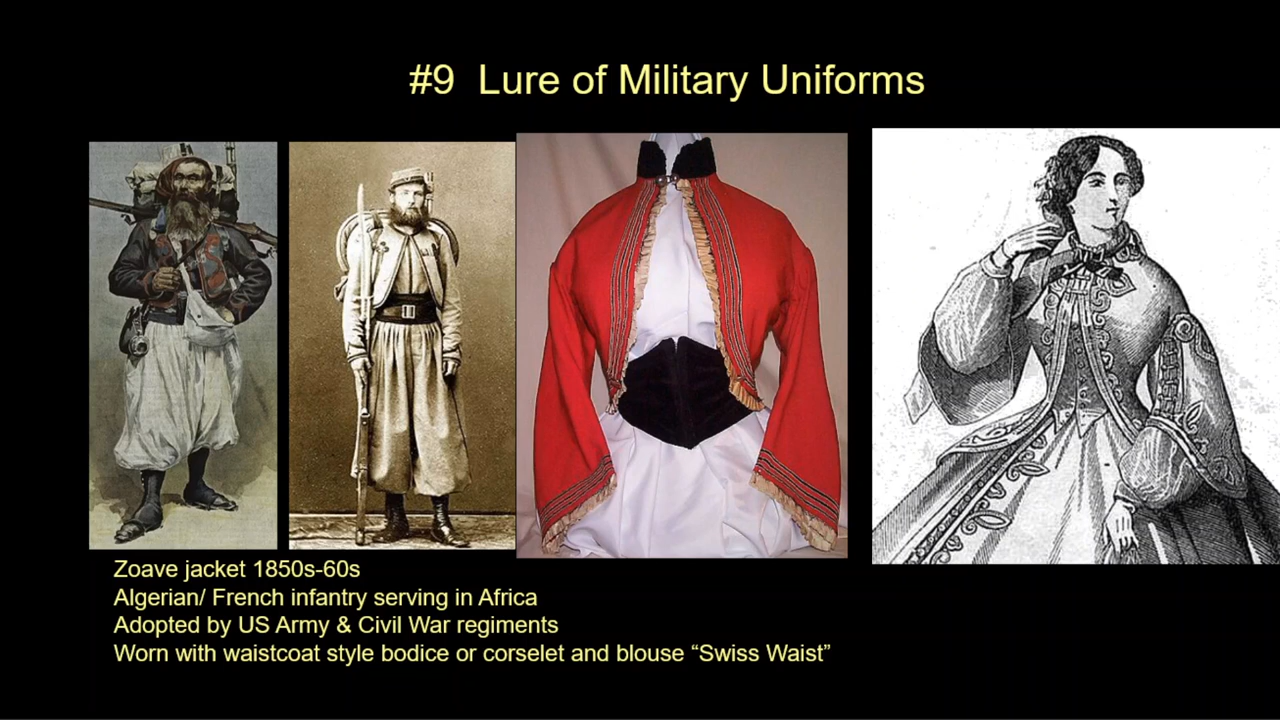 #9 Lure of Military Uniforms
Zoave jacket 1850s-60s
Algerian/ French infantry serving in Africa
Adopted by US Army & Civil War regiments
Worn with waistcoat style bodice or corselet and blouse “Swiss Waist”